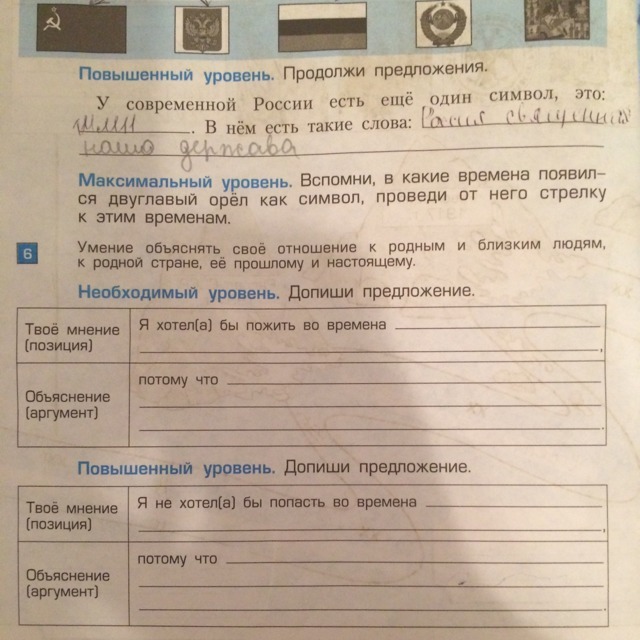 Повышенный уровень. Продолжи предложения.
У современной России есть ещё один символ, это:
гимн. В нём есть такие слова: Россия священная
наша держава
Максимальный уровень. Вспомни, в какие времена появил-
ся двуглавый орёл как символ, проведи от него стрелку
к этим временам.
6
Умение объяснять своё отношение к родным и близким людям,
к родной стране, её прошлому и настоящему.
Необходимый уровень. Допиши предложение.
Твоё мнение
(позиция)
Я хотел(а) бы пожить во времена
Объяснение
(аргумент)
потому что
Повышенный уровень. Допиши предложение.
Твоё мнение
(позиция)
Я не хотел(а) бы попасть во времена
Объяснение
(аргумент)
потому что